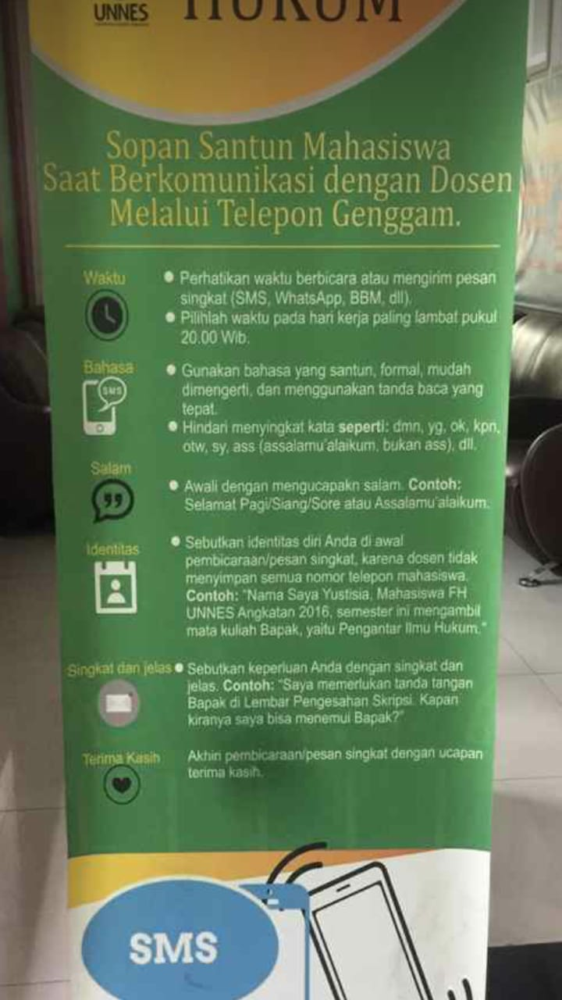 UNNES
HUKUM
Sopan Santun Mahasiswa
Saat Berkomunikasi dengan Dosen
Melalui Telepon Genggam.
Waktu
● Perhatikan waktu berbicara atau mengirim pesan
singkat (SMS, WhatsApp, BBM, dll).
● Pilihlah waktu pada hari kerja paling lambat pukul
20.00 Wib.
Bahasa
SMS
● Gunakan bahasa yang santun, formal, mudah
dimengerti, dan menggunakan tanda baca yang
tepat.
● Hindari menyingkat kata seperti: dmn, yg, ok, kpn,
otw, sy, ass (assalamu'alaikum, bukan ass), dll.
Salam
● Awali dengan mengucapakn salam. Contoh:
Selamat Pagi/Siang/Sore atau Assalamu'alaikum.
Identitas
● Sebutkan identitas diri Anda di awal
pembicaraan/pesan singkat, karena dosen tidak
menyimpan semua nomor telepon mahasiswa.
Contoh: "Nama Saya Yustisia, Mahasiswa FH
UNNES Angkatan 2016, semester ini mengambil
mata kuliah Bapak, yaitu Pengantar Ilmu Hukum."
Singkat dan jelas
● Sebutkan keperluan Anda dengan singkat dan
jelas. Contoh: "Saya memerlukan tanda tangan
Bapak di Lembar Pengesahan Skripsi. Kapan
kiranya saya bisa menemui Bapak?"
Terima Kasih
Akhiri pembicaraan/pesan singkat dengan ucapan
terima kasih.
SMS